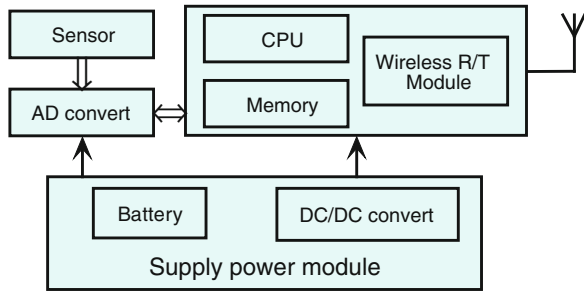 Sensor
CPU
Wireless R/T
Module
AD convert
Memory
Battery
DC/DC convert
Supply power module